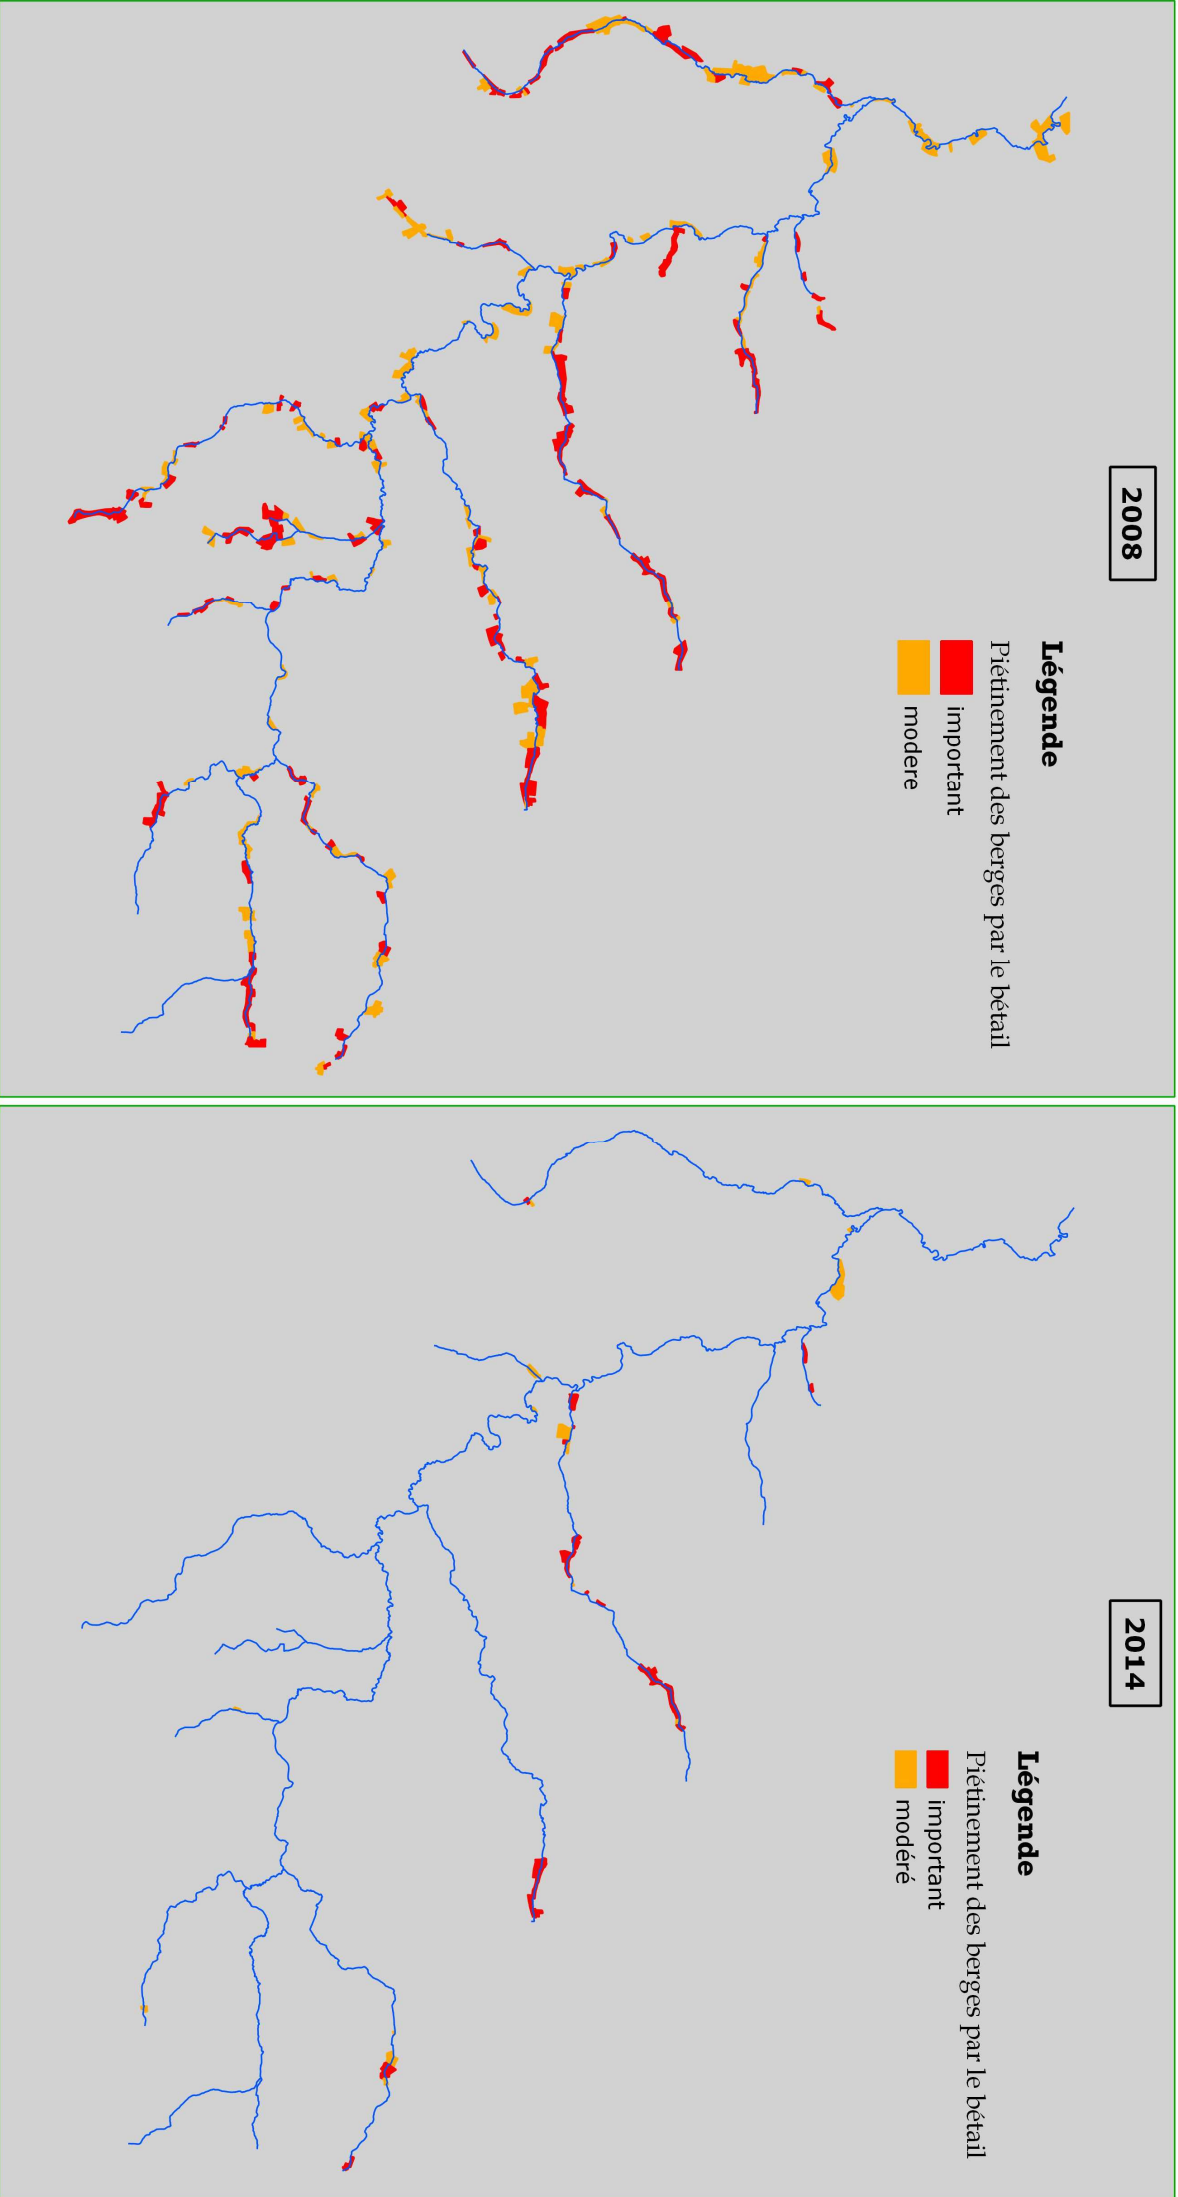 2008
Légende
Piétinement des berges par le bétail
important
modere
2014
Légende
Piétinement des berges par le bétail
important
modéré